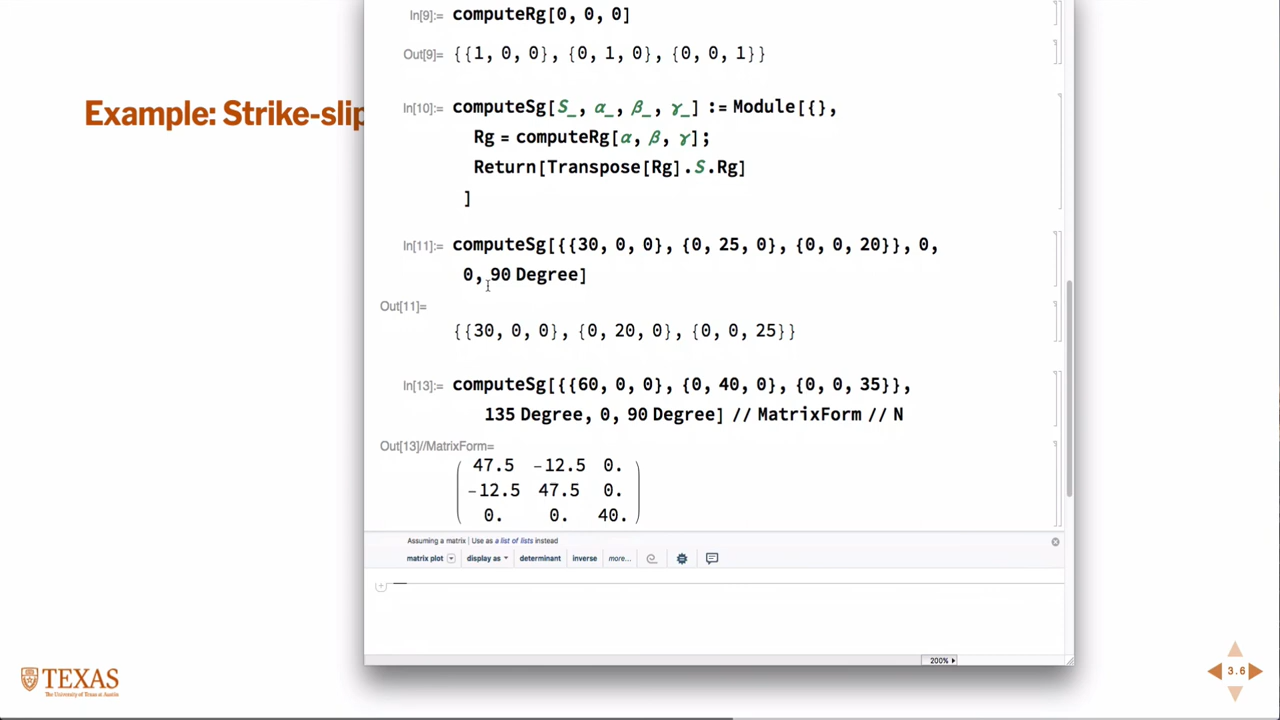 In[9]:= computeRg[0, 0, 0]
Out[9]= {{1, 0, 0}, {0, 1, 0}, {0, 0, 1}}
Example: Strike-slip
In[10]:= computeSg[S_, α_, β_, γ_] := Module[{},
Rg = computeRg[α, β, γ];
Return[Transpose[Rg].S.Rg]
]
In[11]:= computeSg[{{30, 0, 0}, {0, 25, 0}, {0, 0, 20}}, 0,
0, 90 Degree]
Out[11]=
{{30, 0, 0}, {0, 20, 0}, {0, 0, 25}}
In[13]:= computeSg[{{60, 0, 0}, {0, 40, 0}, {0, 0, 35}},
135 Degree, 0, 90 Degree] // MatrixForm // N
Out[13]//MatrixForm=
47.5 -12.5 0.
-12.5 47.5 0.
0. 0. 40.
Assuming a matrix | Use as a list of lists instead
matrix plot display as determinant inverse more...
200%
TEXAS
The University of Texas at Austin
3.6